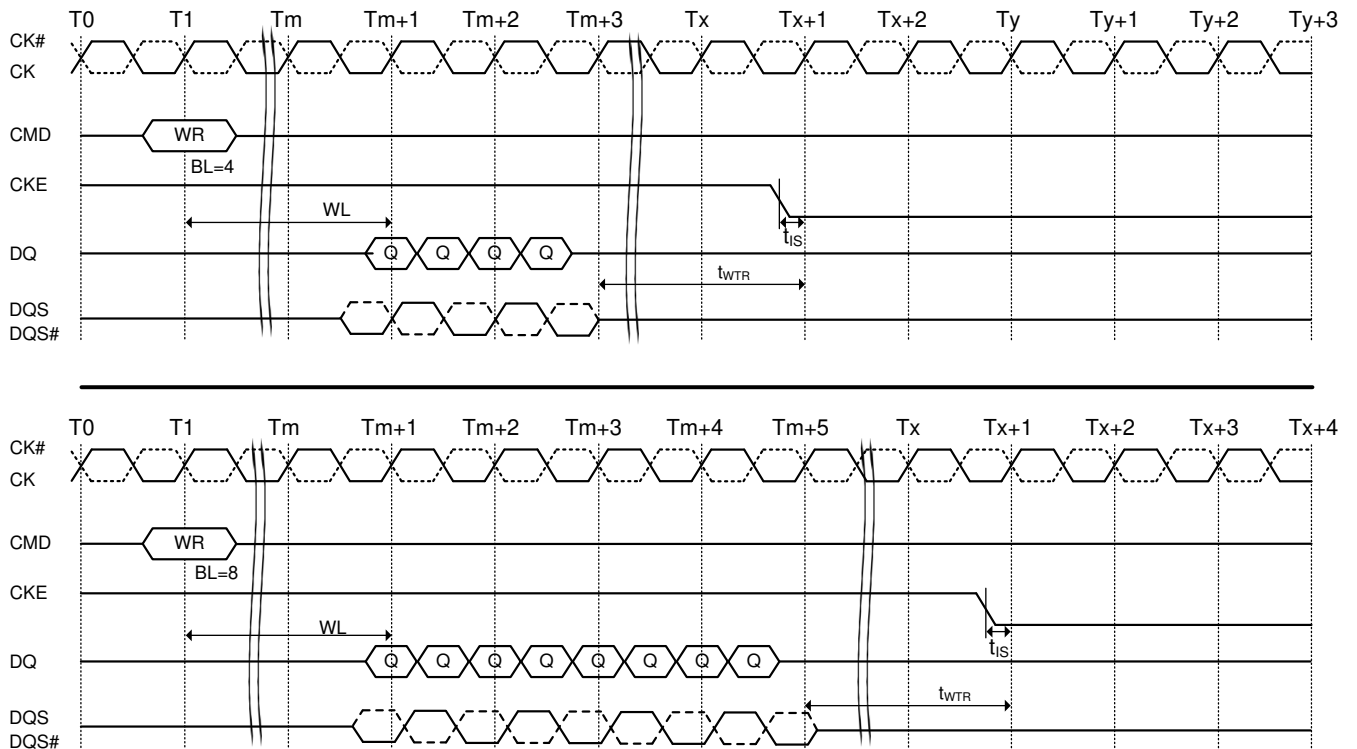 T0 T1 Tm Tm+1 Tm+2 Tm+3 Tx Tx+1 Tx+2 Ty Ty+1 Ty+2 Ty+3
CK#
CK
CMD WR
BL=4
CKE
WL
tIS
DQ Q Q Q Q
tWTR
DQS
DQS#
T0 T1 Tm Tm+1 Tm+2 Tm+3 Tm+4 Tm+5 Tx Tx+1 Tx+2 Tx+3 Tx+4
CK#
CK
CMD WR
BL=8
CKE
WL
tIS
DQ Q Q Q Q Q Q Q Q
tWTR
DQS
DQS#